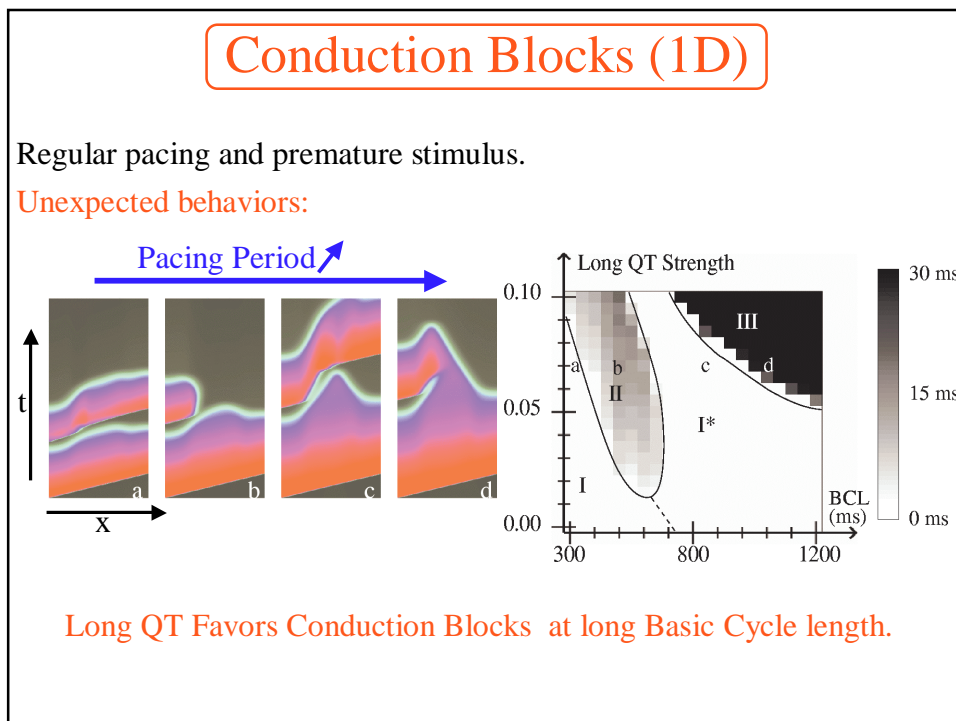 Conduction Blocks (1D)
Regular pacing and premature stimulus.
Unexpected behaviors:
Pacing Period
t
x
a
b
c
d
Long QT Strength
0.10
0.05
0.00
300
800
1200
BCL
(ms)
a
b
c
d
I
II
I*
III
30 ms
15 ms
0 ms
Long QT Favors Conduction Blocks at long Basic Cycle length.